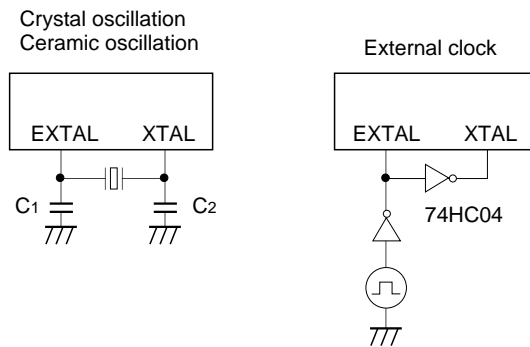 Crystal oscillation
Ceramic oscillation
EXTAL XTAL
C1 C2
External clock
EXTAL XTAL
74HC04